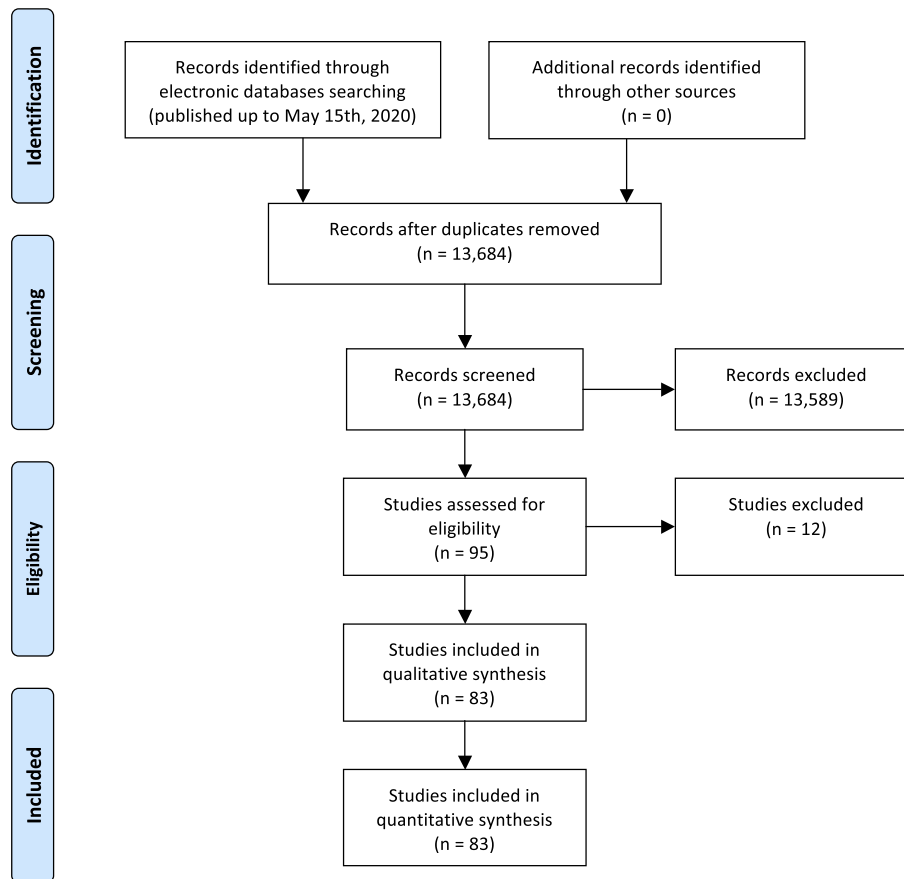 Identification
Records identified through
electronic databases searching
(published up to May 15th, 2020)
Additional records identified
through other sources
(n = 0)
Records after duplicates removed
(n = 13,684)
Screening
Records screened
(n = 13,684)
Records excluded
(n = 13,589)
Eligibility
Studies assessed for
eligibility
(n = 95)
Studies excluded
(n = 12)
Studies included in
qualitative synthesis
(n = 83)
Included
Studies included in
quantitative synthesis
(n = 83)